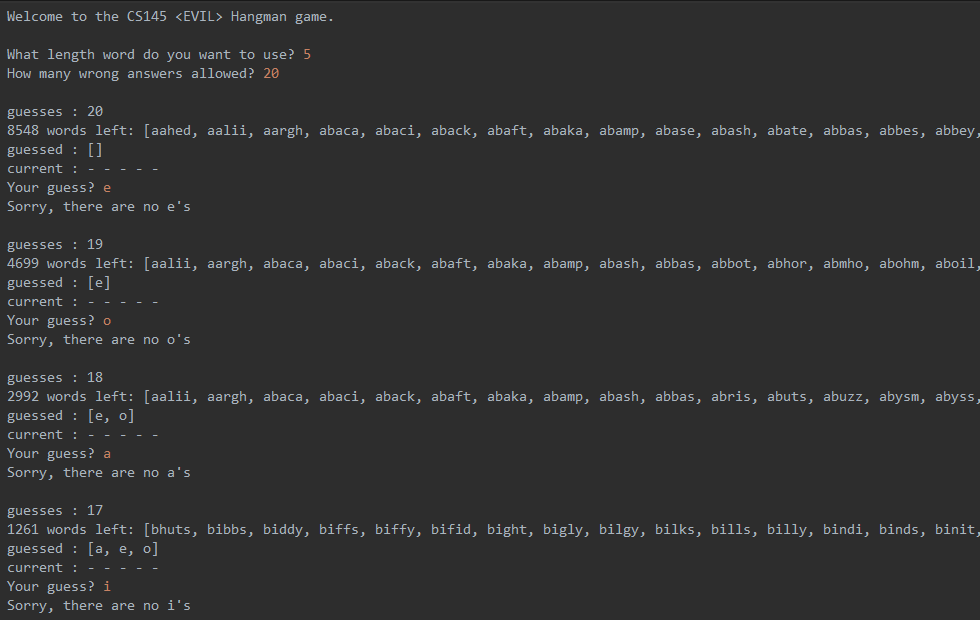 Welcome to the CS145 <EVIL> Hangman game.
What length word do you want to use? 5
How many wrong answers allowed? 20
guesses : 20
8548 words left: [aahed, aalii, aargh, abaca, abaci, aback, abaft, abaka, abamp, abase, abash, abate, abbas, abbes, abbey,
guessed : []
current : - - - - -
Your guess? e
Sorry, there are no e's
guesses : 19
4699 words left: [aalii, aargh, abaca, abaci, aback, abaft, abaka, abamp, abash, abbas, abbot, abhor, abmho, abohm, aboil,
guessed : [e]
current : - - - - -
Your guess? o
Sorry, there are no o's
guesses : 18
2992 words left: [aalii, aargh, abaca, abaci, aback, abaft, abaka, abamp, abash, abbas, abris, abuts, abuzz, abysm, abyss,
guessed : [e, o]
current : - - - - -
Your guess? a
Sorry, there are no a's
guesses : 17
1261 words left: [bhuts, bibbs, biddy, biffs, biffy, bifid, bight, bigly, bilgy, bilks, bills, billy, bindi, binds, binit,
guessed : [a, e, o]
current : - - - - -
Your guess? i
Sorry, there are no i's